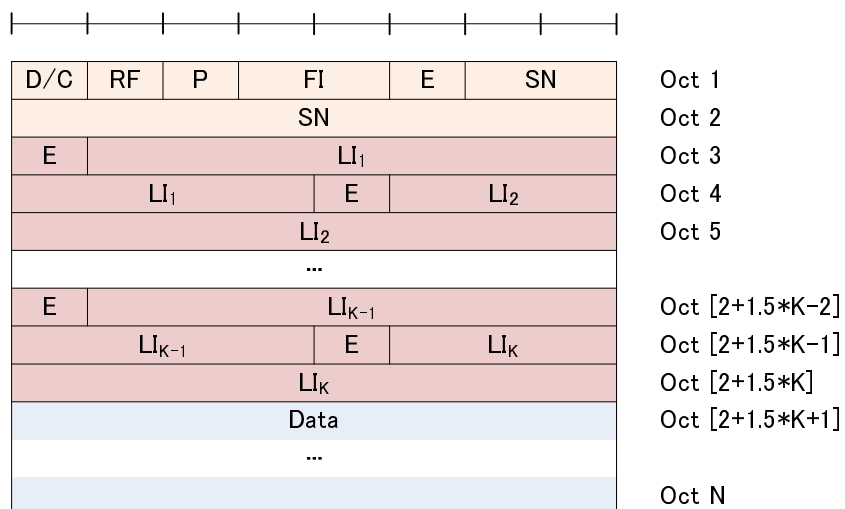 D/C RF P FI E SN Oct 1
SN Oct 2
E LI₁ Oct 3
LI₁ E LI₂ Oct 4
LI₂ Oct 5
...
E LIK-1 Oct [2+1.5*K-2]
LIK-1 E LIK Oct [2+1.5*K-1]
LIK Oct [2+1.5*K]
Data Oct [2+1.5*K+1]
...
Oct N